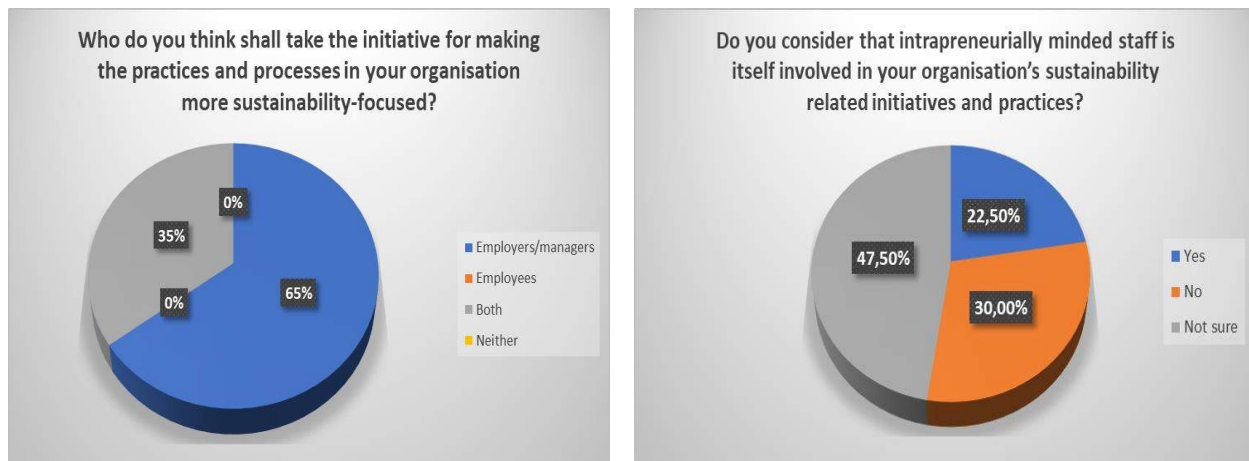 Who do you think shall take the initiative for making
the practices and processes in your organisation
more sustainability-focused?
0%
35%
0%
65%
Employers/managers
Employees
Both
Neither
Do you consider that intrapreneurially minded staff is
itself involved in your organisation's sustainability
related initiatives and practices?
22,50%
47,50%
30,00%
Yes
No
Not sure